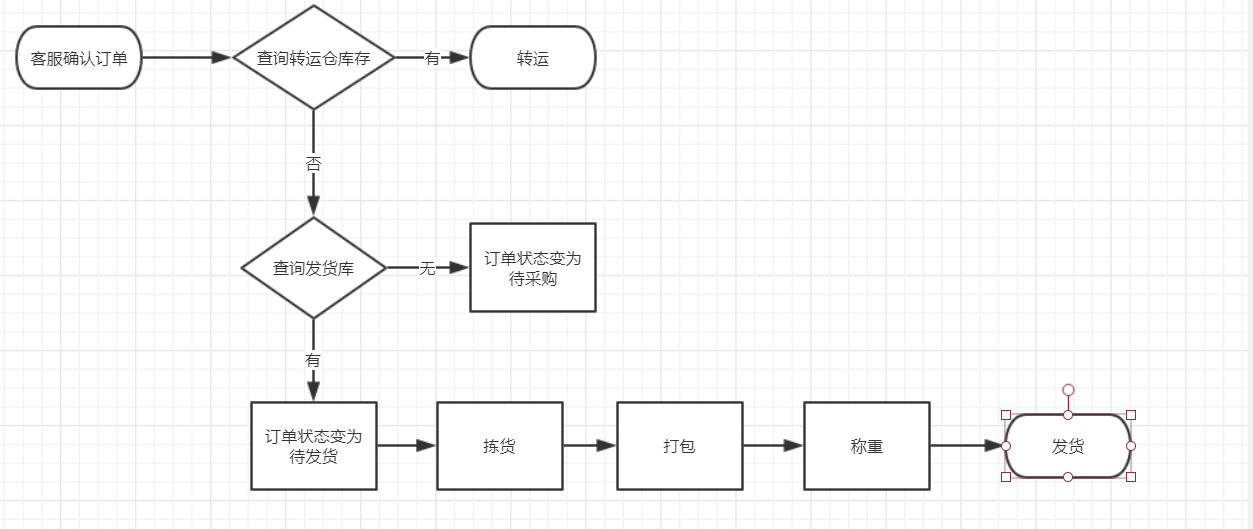 客服确认订单
查询转运仓库存
有
转运
否
查询发货库
无
订单状态变为
待采购
有
订单状态变为
待发货
拣货
打包
称重
发货